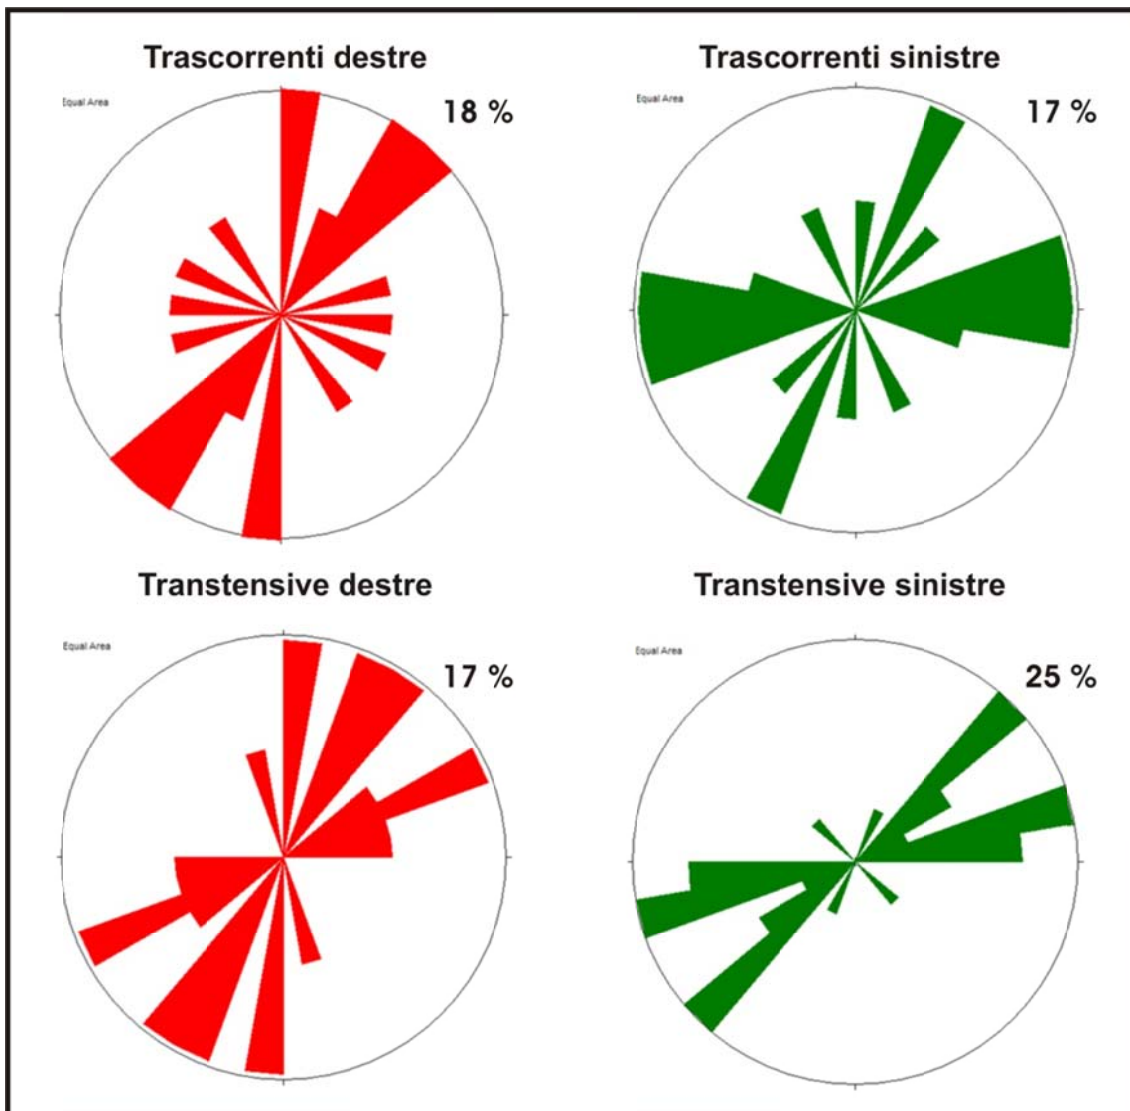 Trascorrenti destre
Equal Area
18 %
Trascorrenti sinistre
Equal Area
17 %
Transtensive destre
Equal Area
17 %
Transtensive sinistre
Equal Area
25 %